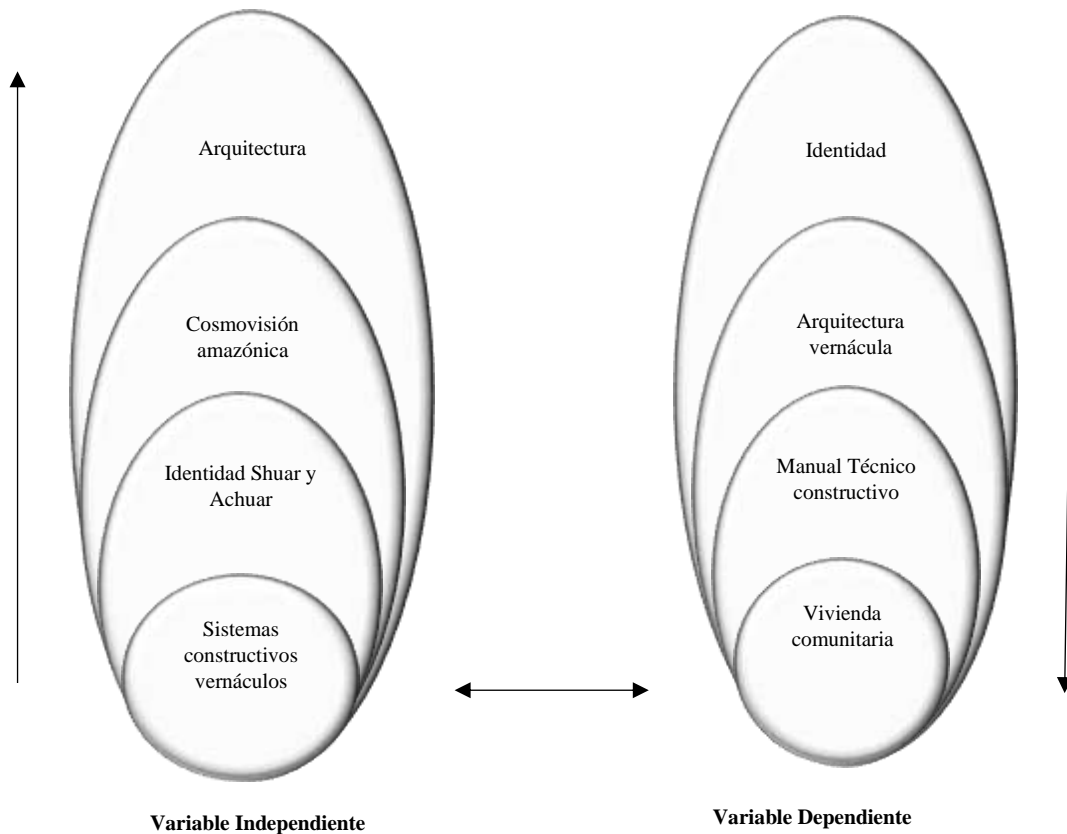 Arquitectura
Cosmovisión
amazónica
Identidad Shuar y
Achuar
Sistemas
constructivos
vernáculos
Variable Independiente
Identidad
Arquitectura
vernácula
Manual Técnico
constructivo
Vivienda
comunitaria
Variable Dependiente